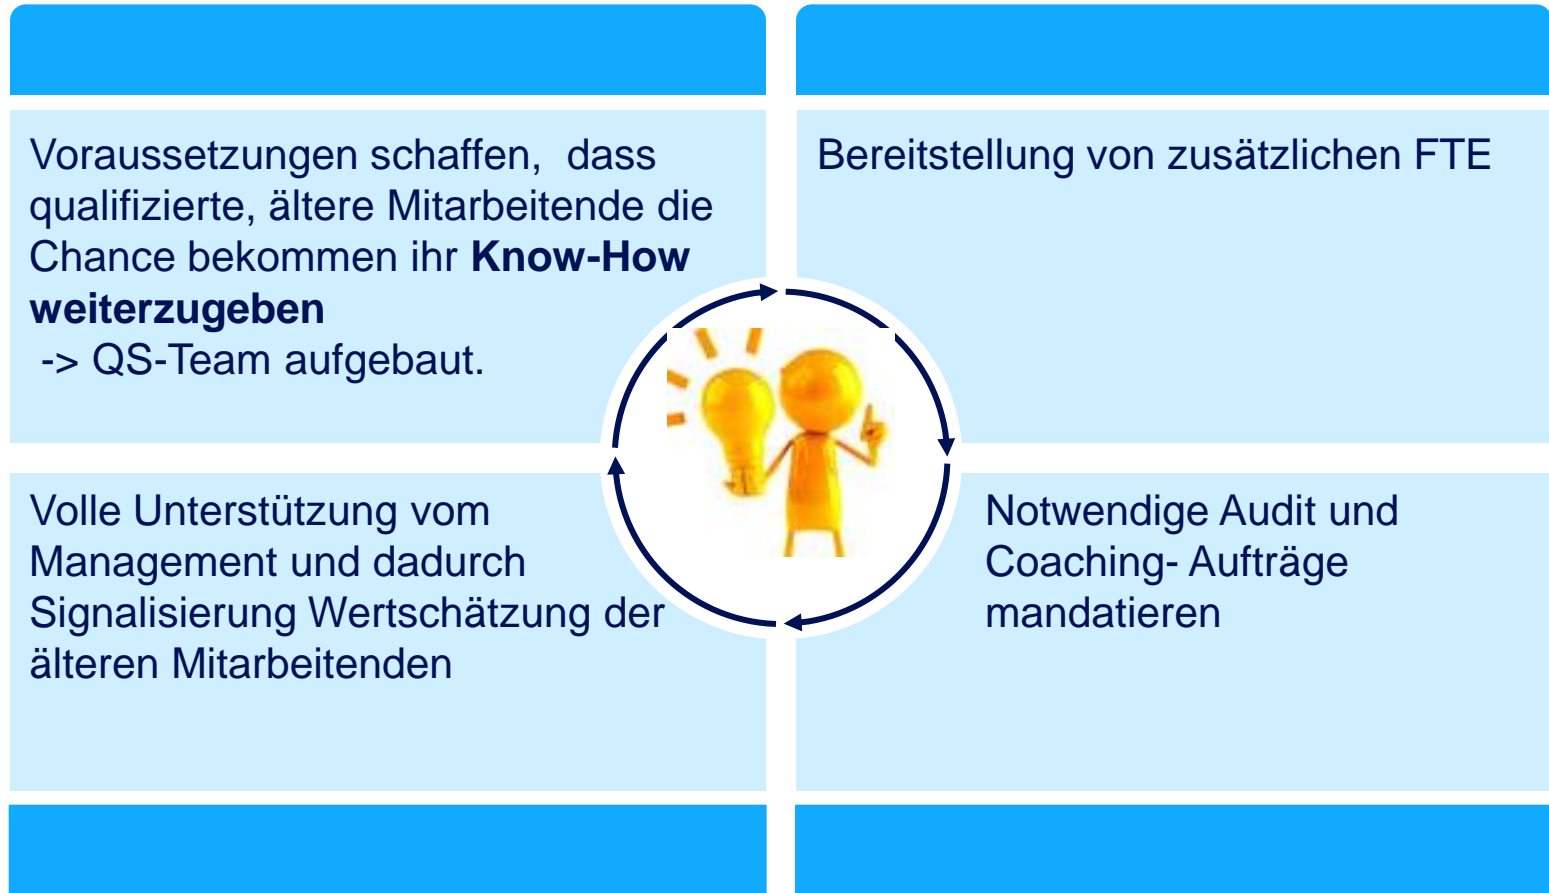 Voraussetzungen schaffen,  dass
qualifizierte, ältere Mitarbeitende die
Chance bekommen ihr Know-How
weiterzugeben
-> QS-Team aufgebaut.
Bereitstellung von zusätzlichen FTE
Volle Unterstützung vom
Management und dadurch
Signalisierung Wertschätzung der
älteren Mitarbeitenden
Notwendige Audit und
Coaching- Aufträge
mandatieren